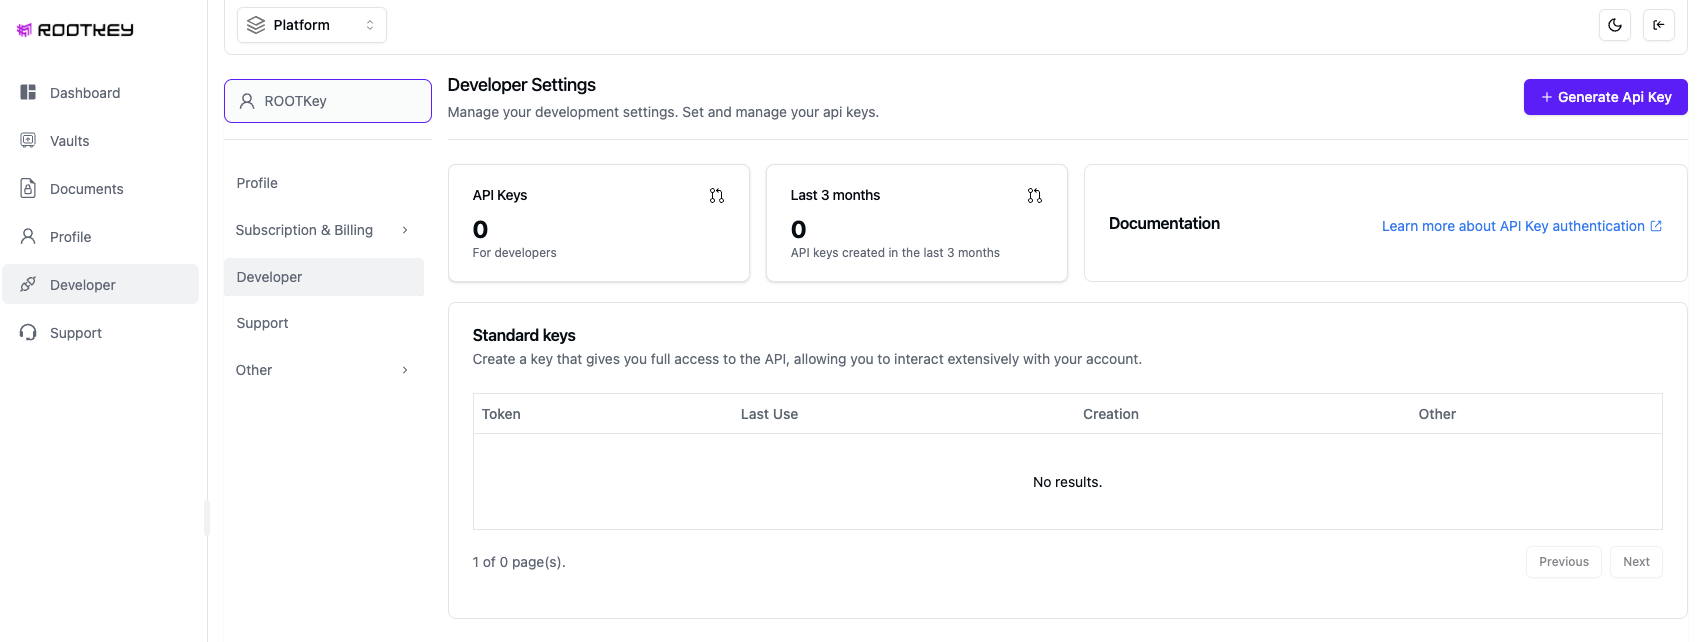 ROOTKEY
Dashboard
Vaults
Documents
Profile
Developer
Support
Platform
ROOTKey
Profile
Subscription & Billing
Developer
Support
Other
Developer Settings
Manage your development settings. Set and manage your api keys.
+ Generate Api Key
API Keys
0
For developers
Last 3 months
0
API keys created in the last 3 months
Documentation
Learn more about API Key authentication
Standard keys
Create a key that gives you full access to the API, allowing you to interact extensively with your account.
Token Last Use Creation Other
No results.
1 of 0 page(s).
Previous Next